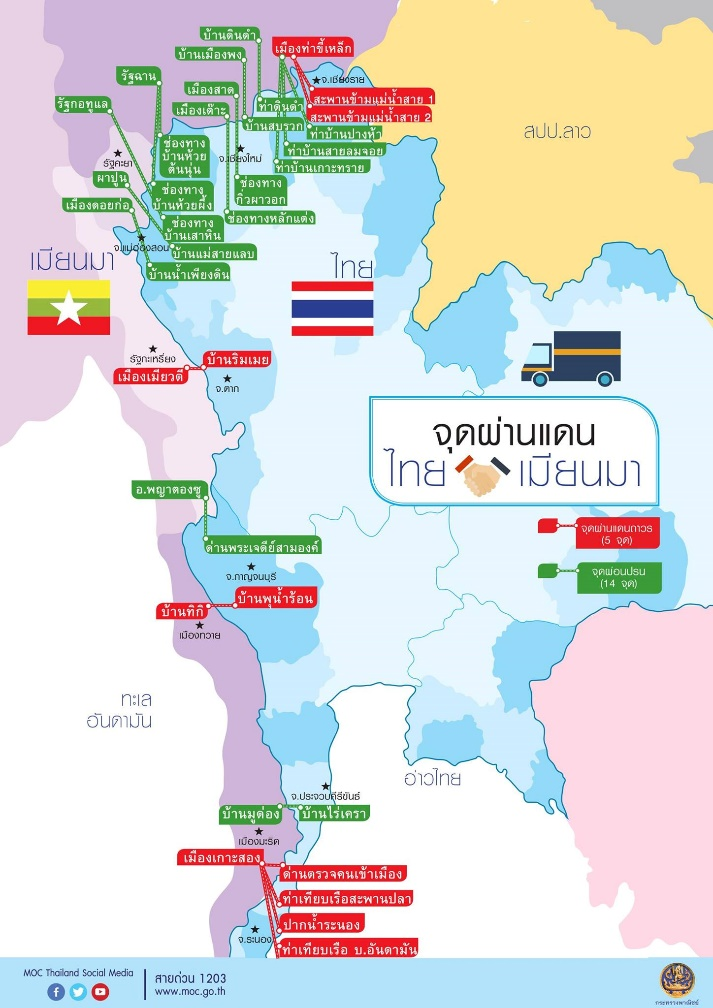 บ้านดินดำ
เมืองท่าขี้เหล็ก
บ้านเมืองพง
รัฐฉาน
จ.เชียงราย
เมืองสาด
สะพานข้ามแม่น้ำสาย 1
รัฐกอทูแล
ท่าดินดำ
เมืองเต๊ะ
สะพานข้ามแม่น้ำสาย 2
บ้านสบรวก
ท่าบ้านปางห้า
สปป.ลาว
ช่องทาง
บ้านห้วย
ต้นนุ่น
ท่าบ้านสายลมจอย
รัฐคะยา
จ.เชียงใหม่
ท่าบ้านเกาะทราย
ผาปูน
ช่องทาง
บ้านห้วยผึ้ง
ช่องทาง
กิ่วผาวอก
เมืองดอยก่อ
ช่องทาง
บ้านเสาหิน
ช่องทางหลักแต่ง
จ.แม่ฮ่องสอน
บ้านแม่สามแลบ
บ้านน้ำเพียงดิน
เมียนมา
ไทย
รัฐกะเหรี่ยง
บ้านริมเมย
เมืองเมียวดี
จ.ตาก
จุดผ่านแดน
ไทย เมียนมา
อ.พญาตองซู
ด่านพระเจดีย์สามองค์
จุดผ่านแดนถาวร
(5 จุด)
จุดผ่อนปรน
(14 จุด)
จ.กาญจนบุรี
บ้านพุน้ำร้อน
บ้านทิกิ
เมืองทวาย
ทะเล
อันดามัน
อ่าวไทย
จ.ประจวบคีรีขันธ์
บ้านมูด่อง
บ้านไร่เครา
เมืองมะริด
เมืองเกาะสอง
ด่านตรวจคนเข้าเมือง
ท่าเทียบเรือสะพานปลา
ปากน้ำระนอง
จ.ระนอง
ท่าเทียบเรือ บ.อันดามัน
MOC Thailand Social Media
สายด่วน 1203
www.moc.go.th
กระทรวงพาณิชย์